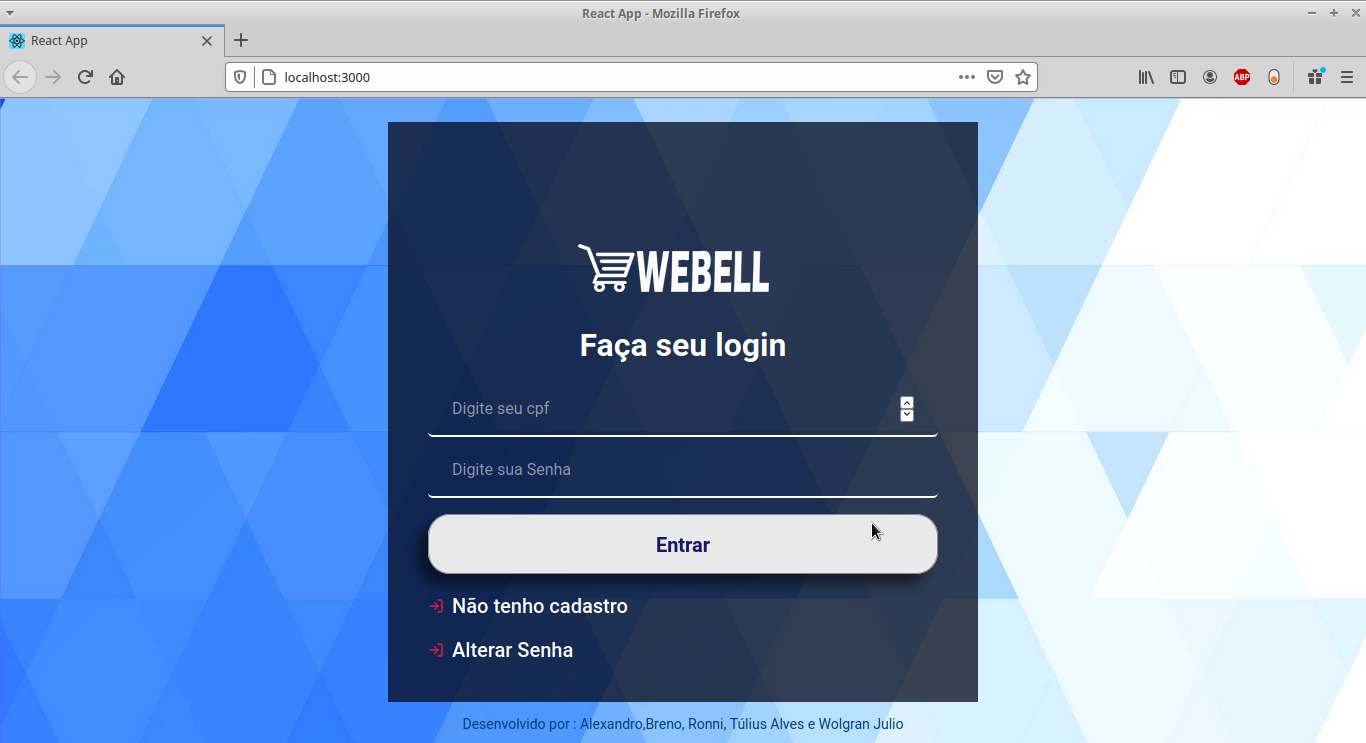 React App - Mozilla Firefox
React App
localhost:3000
ABP
WEBELL
Faça seu login
Digite seu cpf
Digite sua Senha
Entrar
Não tenho cadastro
Alterar Senha
Desenvolvido por : Alexandro,Breno, Ronni, Túlius Alves e Wolgran Julio